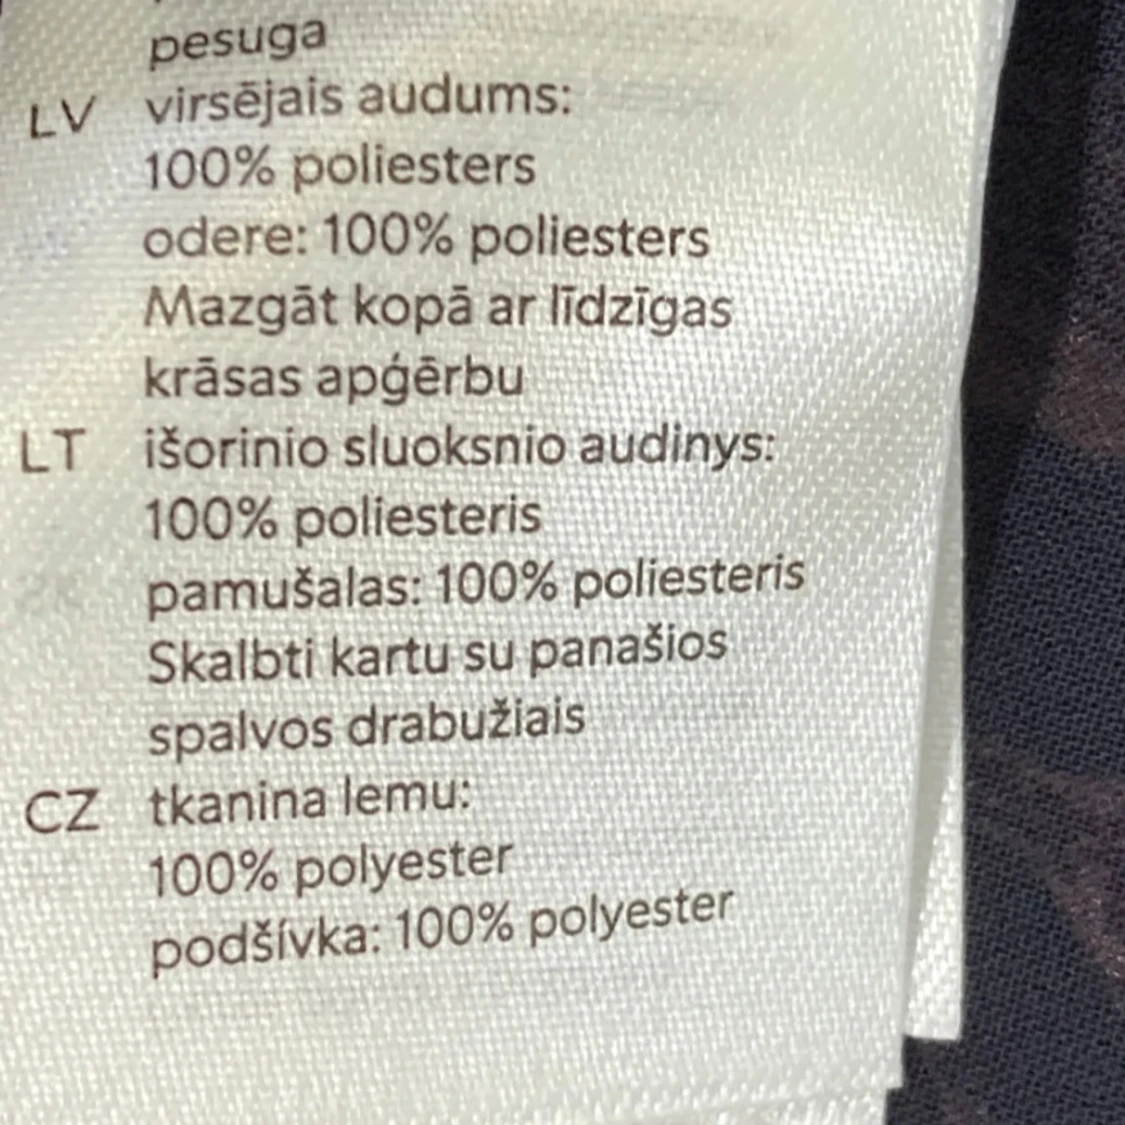 pesuga
LV virsējais audums:
100% poliesters
odere: 100% poliesters
Mazgāt kopā ar līdzīgas
krāsas apģērbu
LT išorinio sluoksnio audinys:
100% poliesteris
pamušalas: 100% poliesteris
Skalbti kartu su panašios
spalvos drabužiais
CZ tkanina lemu:
100% polyester
podšívka: 100% polyester